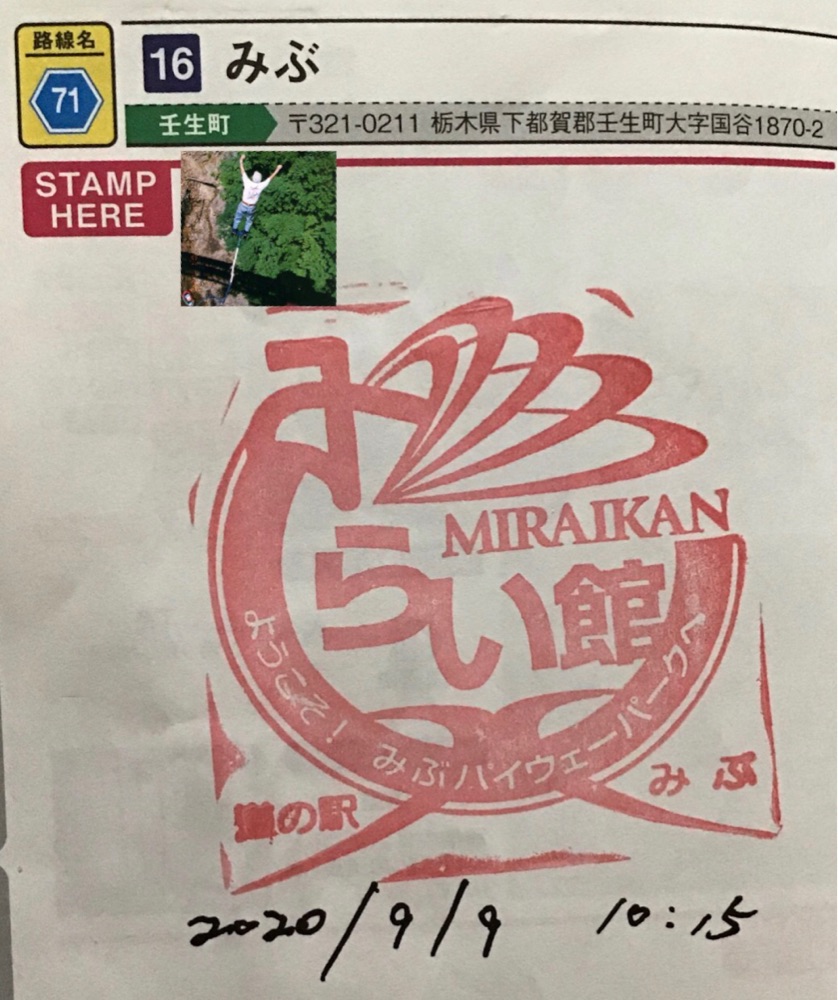 路線名
71
16 みぶ
壬生町 〒321-0211 栃木県下都賀郡壬生町大字国谷1870-2
STAMP
HERE
みらい館
MIRAIKAN
ようこそ! みぶハイウェーパークへ
道の駅 みぶ
2020/9/9 10:15